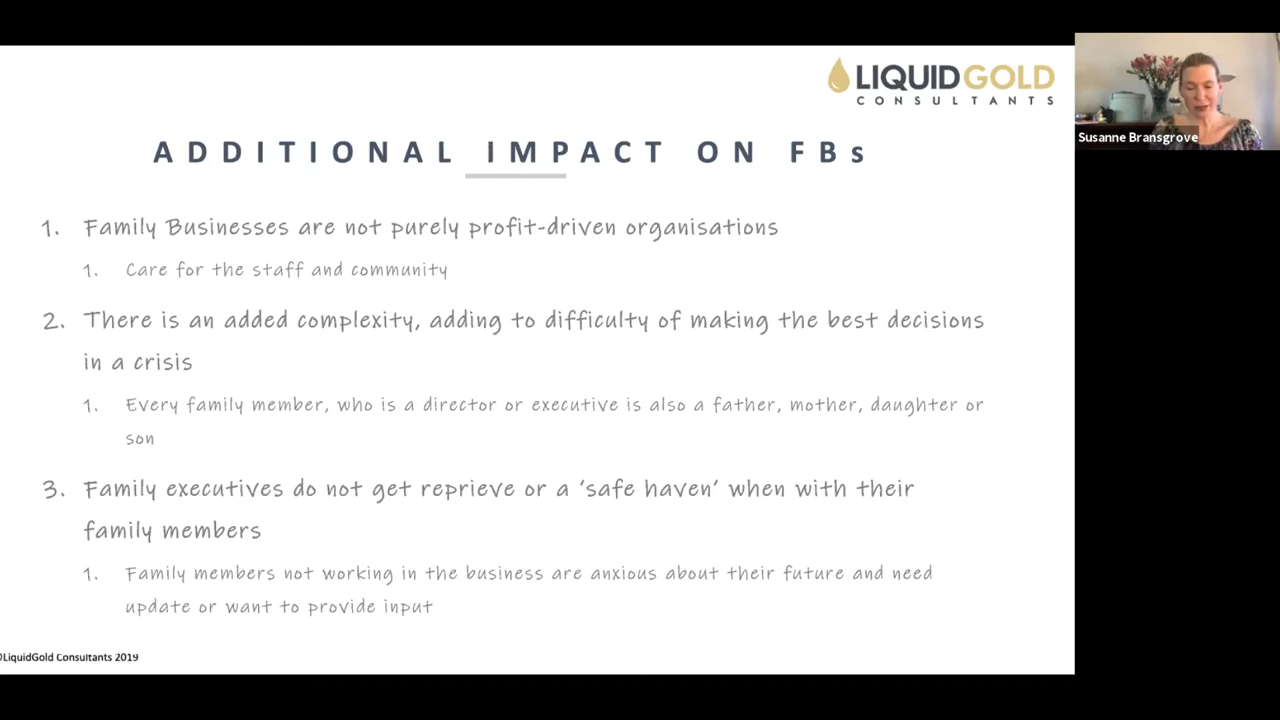 LIQUIDGOLD
CONSULTANTS
ADDITIONAL IMPACT ON FBs
1. Family Businesses are not purely profit-driven organisations
1. Care for the staff and community
2. There is an added complexity, adding to difficulty of making the best decisions
in a crisis
1. Every family member, who is a director or executive is also a father, mother, daughter or
son
3. Family executives do not get reprieve or a ‘safe haven’ when with their
family members
1. Family members not working in the business are anxious about their future and need
update or want to provide input
©LiquidGold Consultants 2019
Susanne Bransgrove